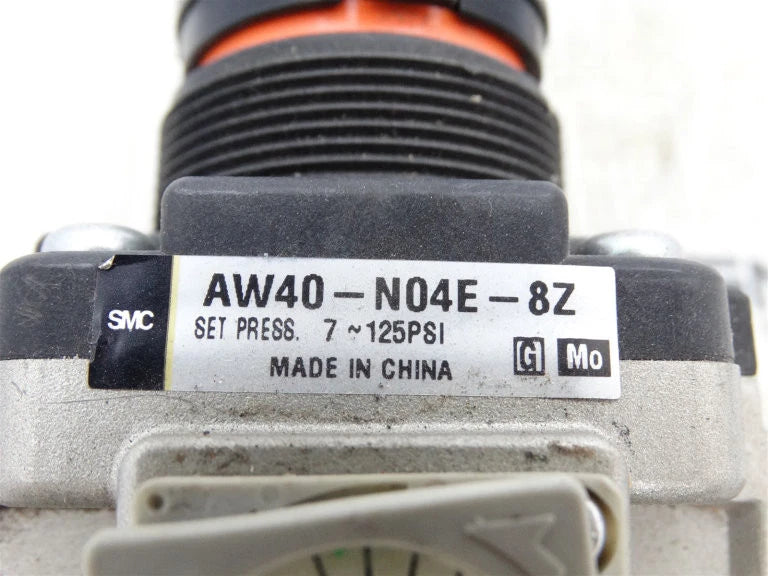 SMC
AW40-N04E-8Z
SET PRESS. 7~125PSI
MADE IN CHINA
G Mo